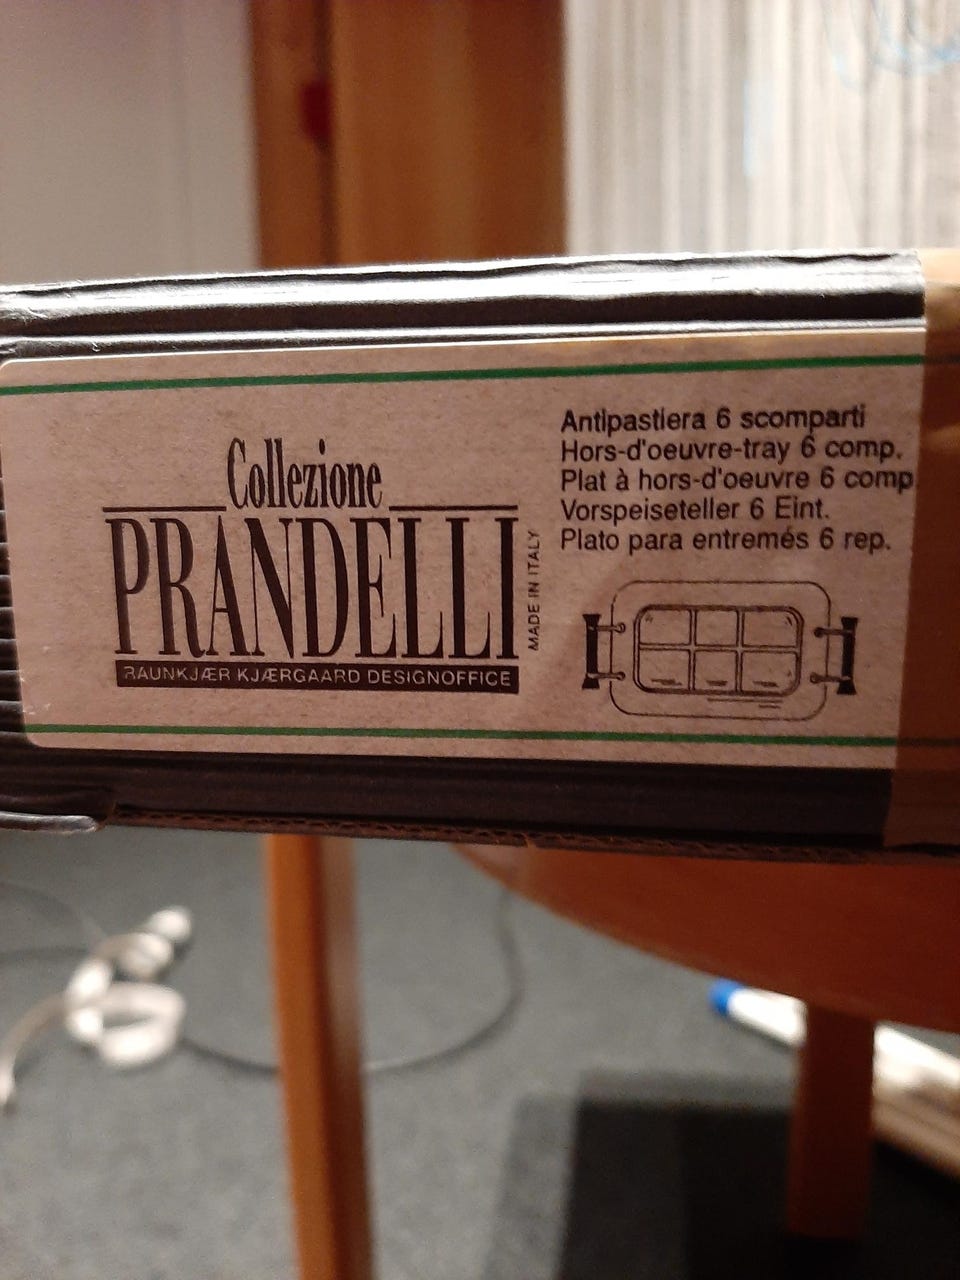 Collezione
PRANDELLI
RAUNKJÆR KJÆRGAARD DESIGNOFFICE
MADE IN ITALY
Antipastiera 6 scomparti
Hors-d'oeuvre-tray 6 comp.
Plat à hors-d'oeuvre 6 comp
Vorspeiseteller 6 Eint.
Plato para entremés 6 rep.